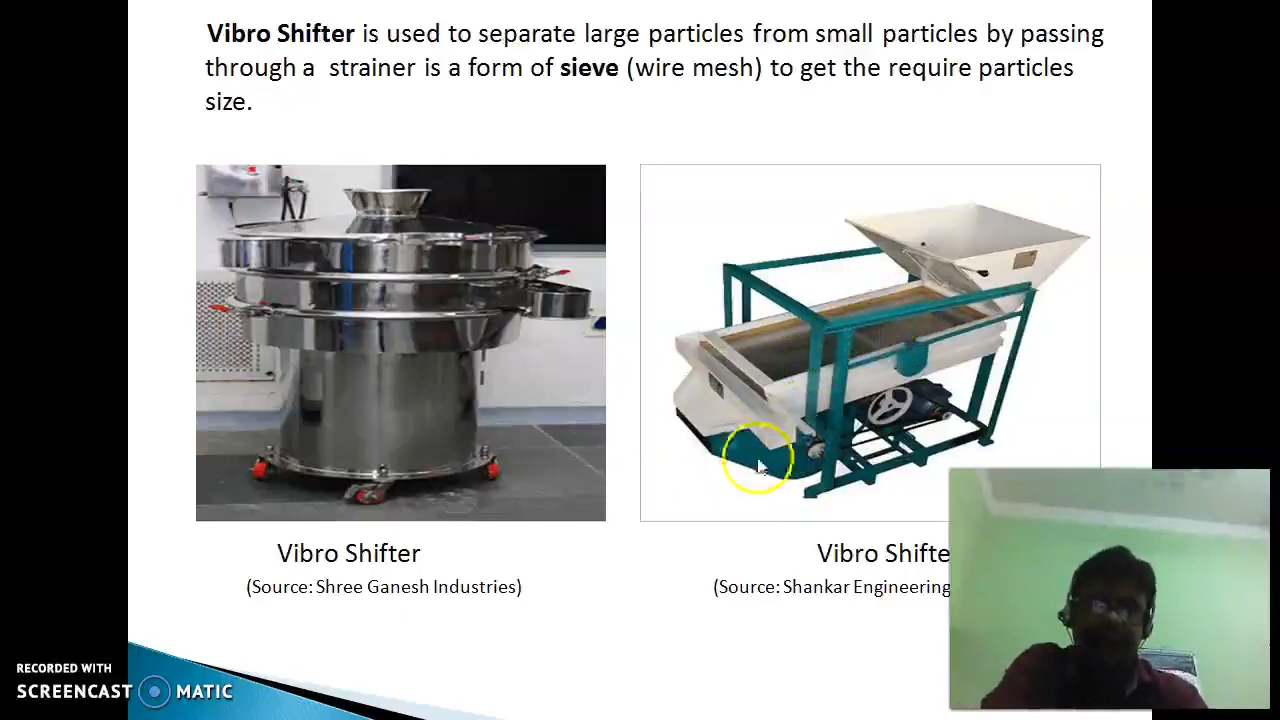 Vibro Shifter is used to separate large particles from small particles by passing
through a strainer is a form of sieve (wire mesh) to get the require particles
size.
Vibro Shifter
(Source: Shree Ganesh Industries)
Vibro Shifte
(Source: Shankar Engineering
RECORDED WITH
SCREENCAST MATIC